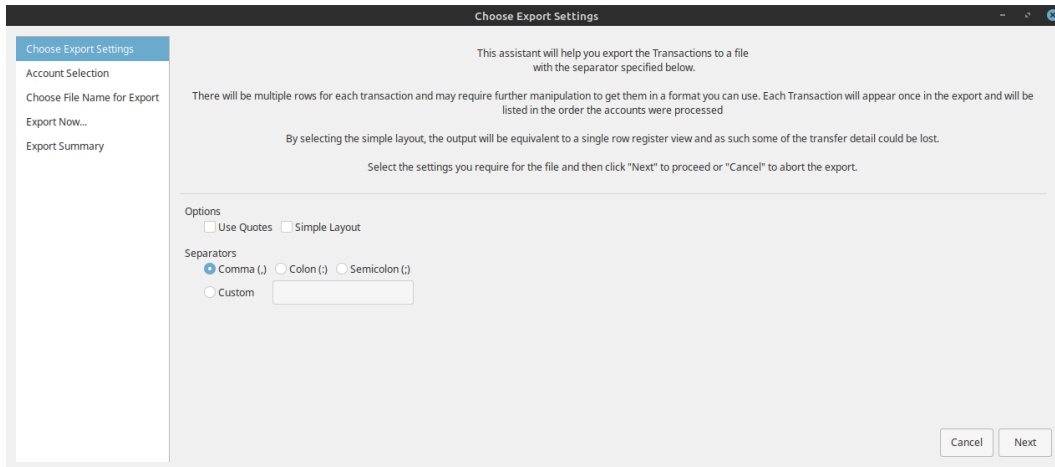 Choose Export Settings
Choose Export Settings
Account Selection
Choose File Name for Export
Export Now...
Export Summary
This assistant will help you export the Transactions to a file
with the separator specified below.
There will be multiple rows for each transaction and may require further manipulation to get them in a format you can use. Each Transaction will appear once in the export and will be
listed in the order the accounts were processed
By selecting the simple layout, the output will be equivalent to a single row register view and as such some of the transfer detail could be lost.
Select the settings you require for the file and then click "Next" to proceed or "Cancel" to abort the export.
Options
Use Quotes Simple Layout
Separators
Comma (,) Colon (:) Semicolon (;)
Custom
Cancel Next